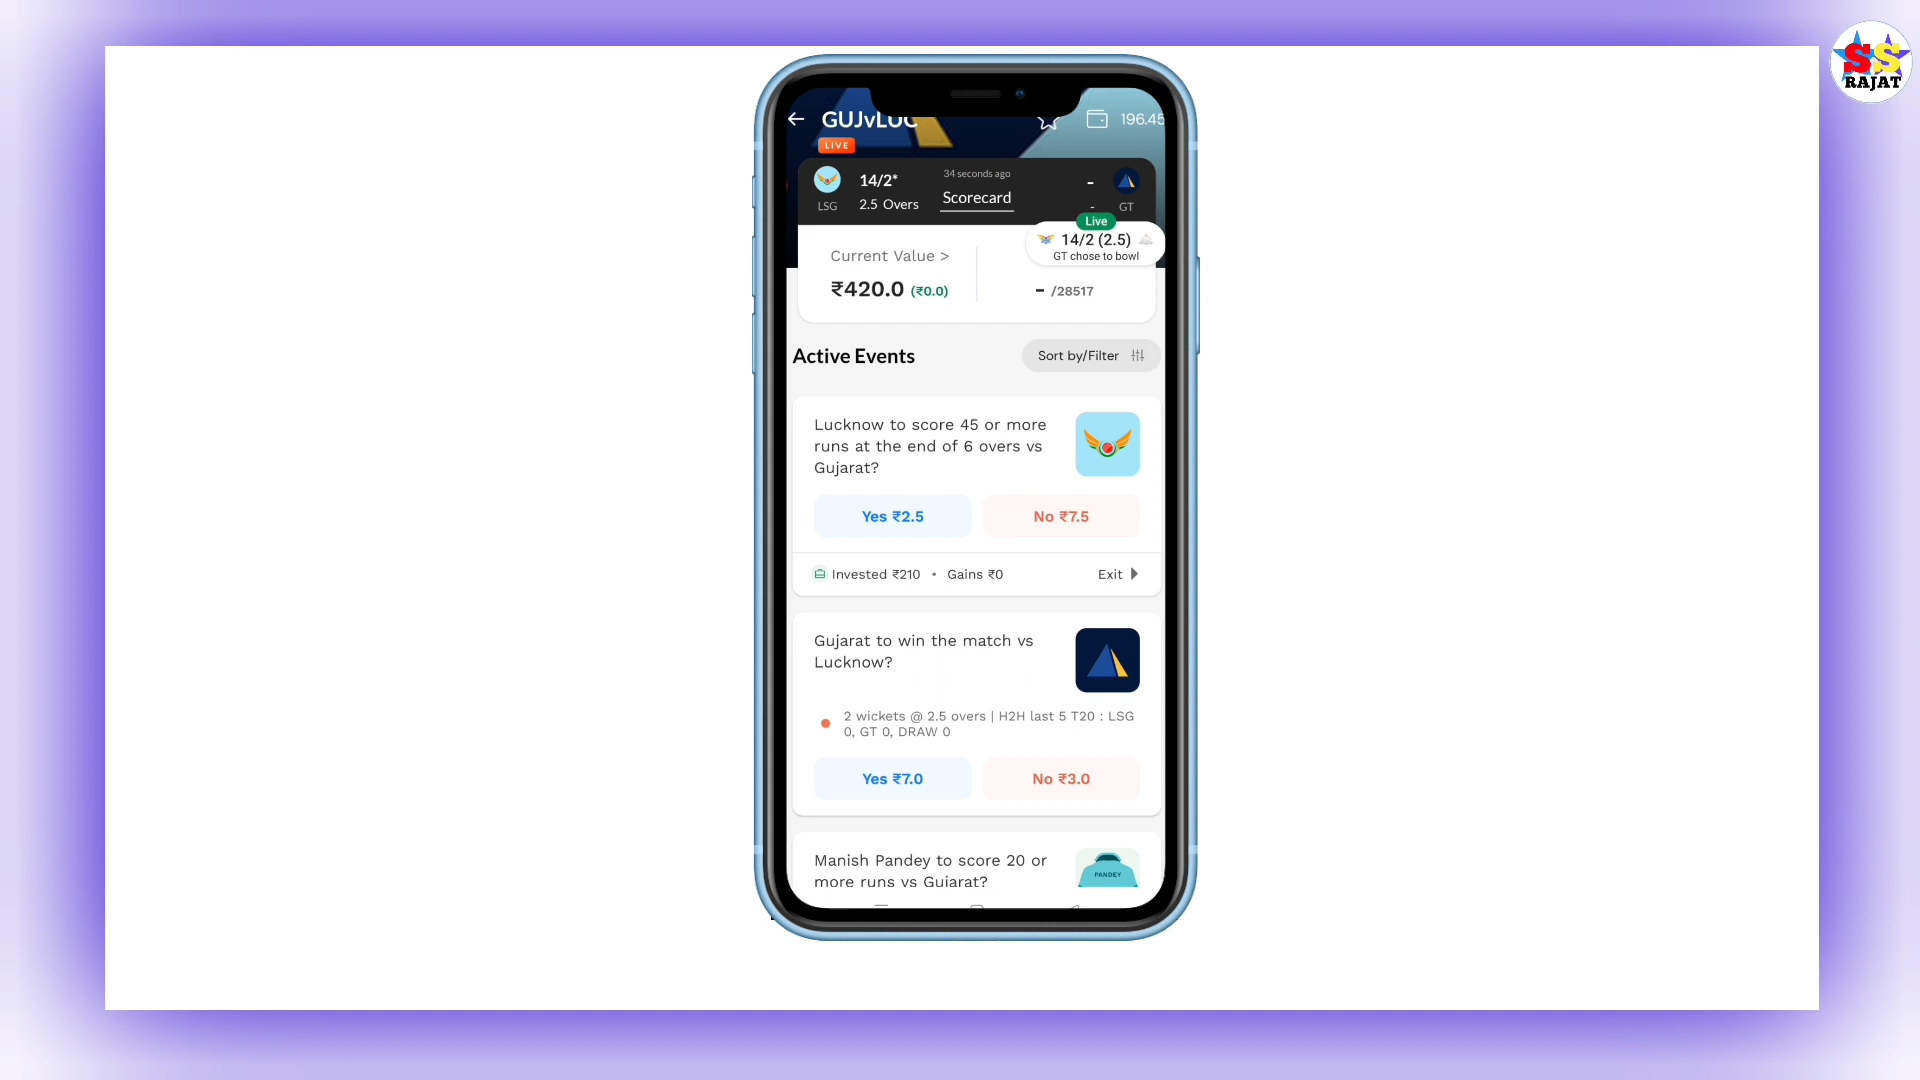 SS
RAJAT
GUJvLUC
196.45
LIVE
14/2*
34 seconds ago
-
LSG
2.5 Overs
Scorecard
-
GT
Live
14/2 (2.5)
GT chose to bowl
Current Value >
₹420.0 (₹0.0)
- /28517
Active Events
Sort by/Filter
Lucknow to score 45 or more
runs at the end of 6 overs vs
Gujarat?
Yes ₹2.5
No ₹7.5
Invested ₹210 • Gains ₹0
Exit
Gujarat to win the match vs
Lucknow?
2 wickets @ 2.5 overs | H2H last 5 T20 : LSG
0, GT 0, DRAW 0
Yes ₹7.0
No ₹3.0
Manish Pandey to score 20 or
more runs vs Gujarat?
PANDEY